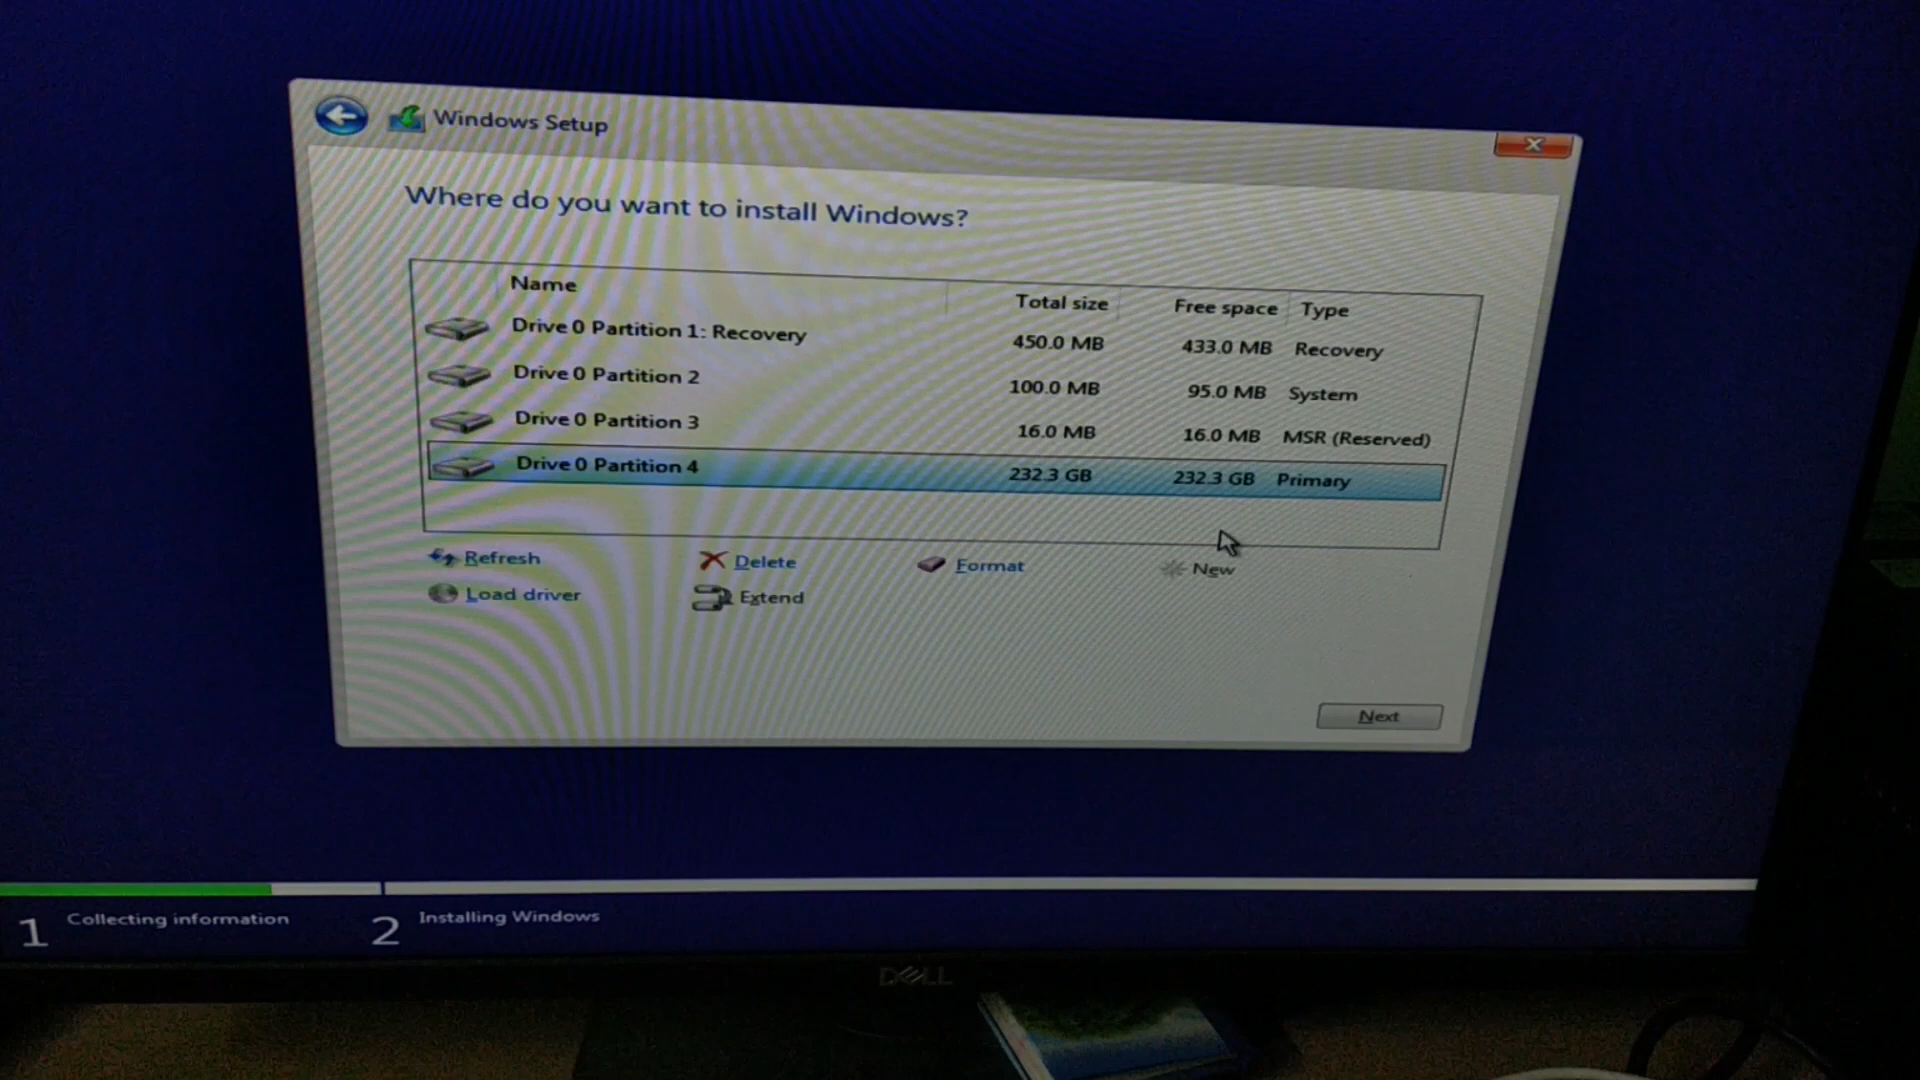 Windows Setup
Where do you want to install Windows?
Name Total size Free space Type
Drive 0 Partition 1: Recovery 450.0 MB 433.0 MB Recovery
Drive 0 Partition 2 100.0 MB 95.0 MB System
Drive 0 Partition 3 16.0 MB 16.0 MB MSR (Reserved)
Drive 0 Partition 4 232.3 GB 232.3 GB Primary
Refresh Delete Format New
Load driver Extend
Next
1 Collecting information 2 Installing Windows
DELL